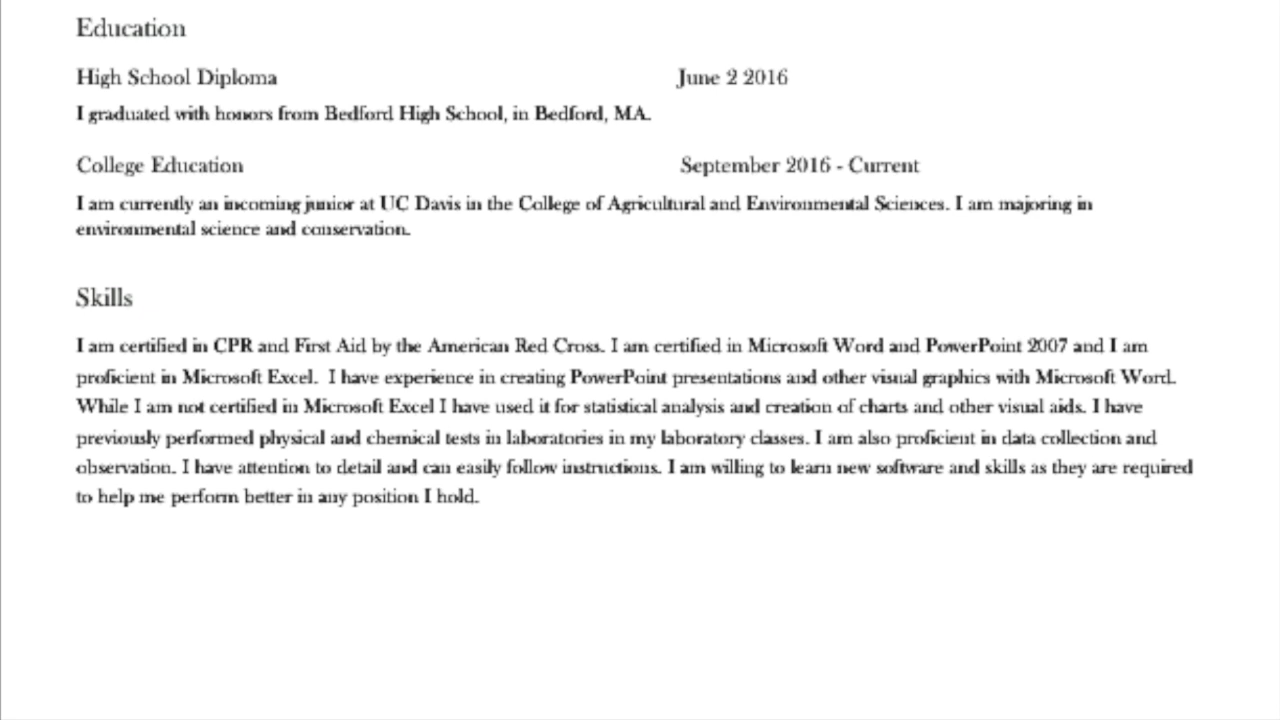 Education
High School Diploma June 2 2016
I graduated with honors from Bedford High School, in Bedford, MA.
College Education September 2016 - Current
I am currently an incoming junior at UC Davis in the College of Agricultural and Environmental Sciences. I am majoring in
environmental science and conservation.
Skills
I am certified in CPR and First Aid by the American Red Cross. I am certified in Microsoft Word and PowerPoint 2007 and I am
proficient in Microsoft Excel.  I have experience in creating PowerPoint presentations and other visual graphics with Microsoft Word.
While I am not certified in Microsoft Excel I have used it for statistical analysis and creation of charts and other visual aids. I have
previously performed physical and chemical tests in laboratories in my laboratory classes. I am also proficient in data collection and
observation. I have attention to detail and can easily follow instructions. I am willing to learn new software and skills as they are required
to help me perform better in any position I hold.